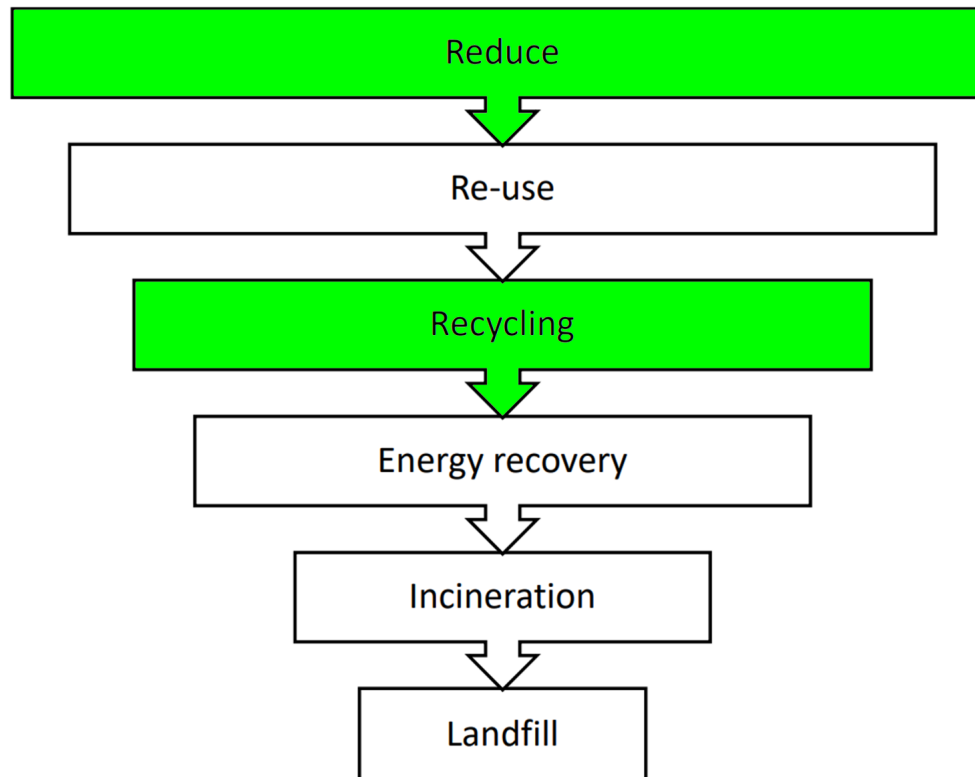 Reduce
Re-use
Recycling
Energy recovery
Incineration
Landfill